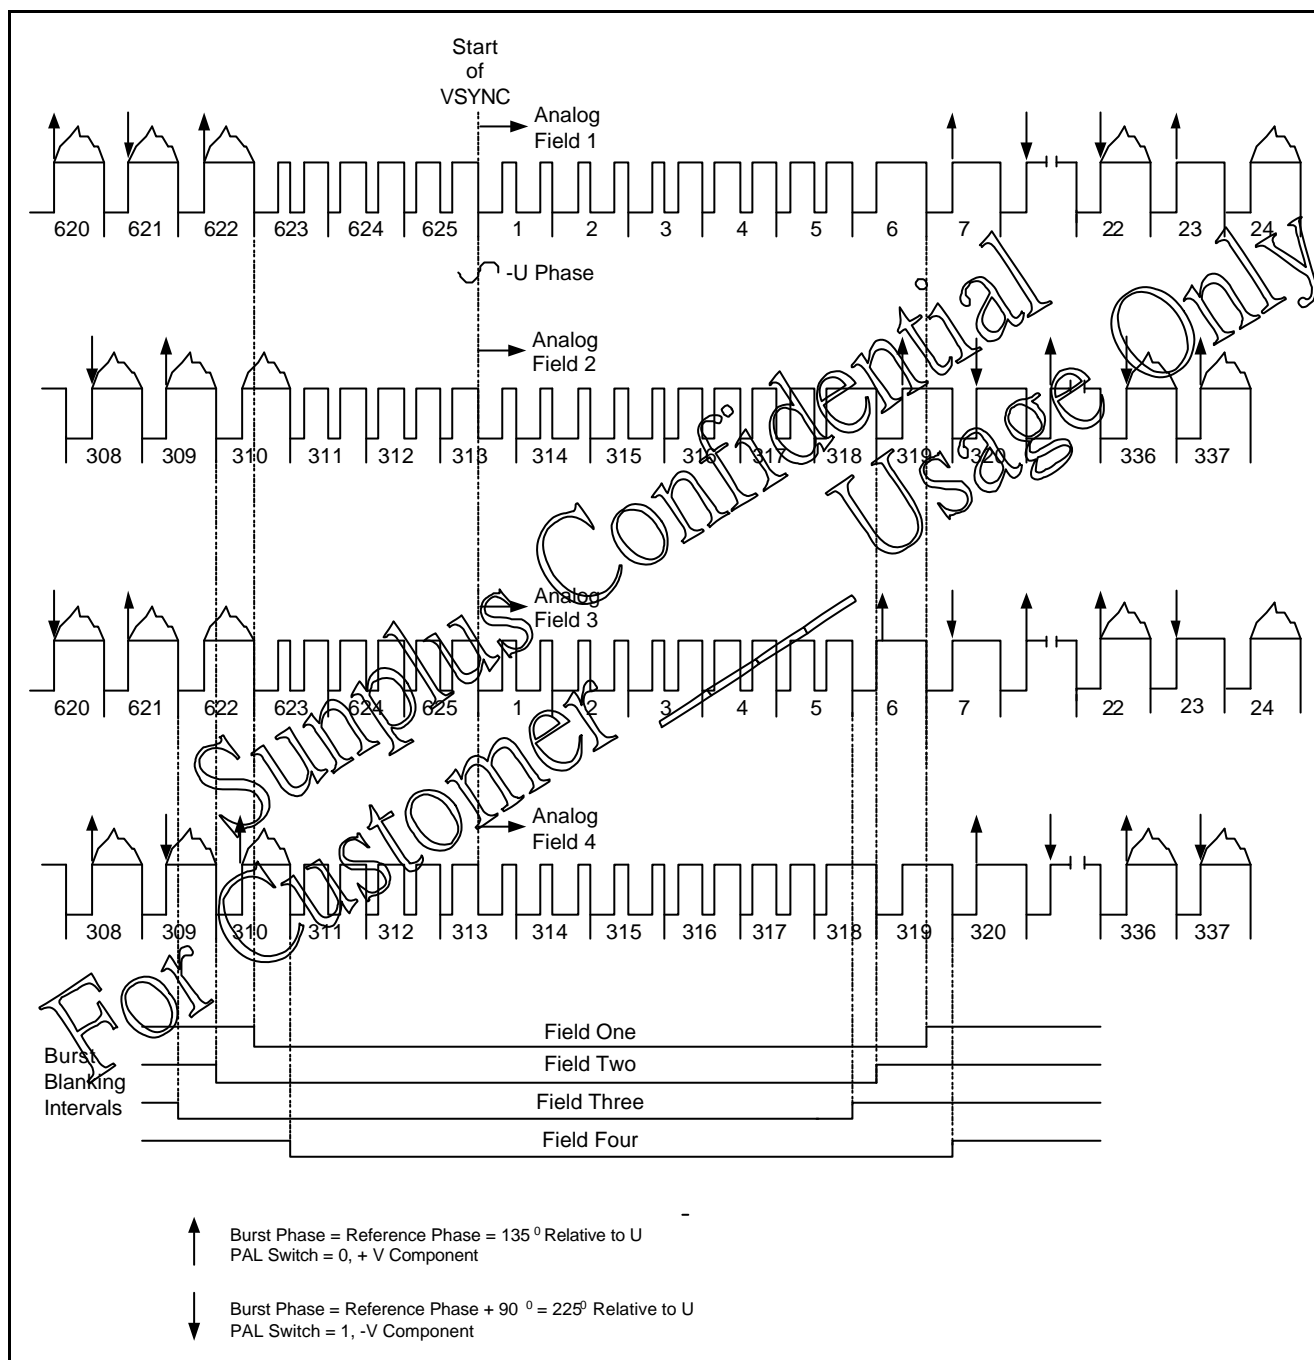 Start
of
VSYNC
Analog
Field 1
620 621 622 623 624 625 1 2 3 4 5 6 7 22 23 24
-U Phase
Analog
Field 2
308 309 310 311 312 313 314 315 316 317 318 319 320 336 337
Analog
Field 3
620 621 622 623 624 625 1 2 3 4 5 6 7 22 23 24
Analog
Field 4
308 309 310 311 312 313 314 315 316 317 318 319 320 336 337
Sunplus Confidential
For Customer Usage Only
Burst
Blanking
Intervals
Field One
Field Two
Field Three
Field Four
Burst Phase = Reference Phase = 135 ⁰ Relative to U
PAL Switch = 0, + V Component
Burst Phase = Reference Phase + 90 ⁰ = 225⁰ Relative to U
PAL Switch = 1, -V Component